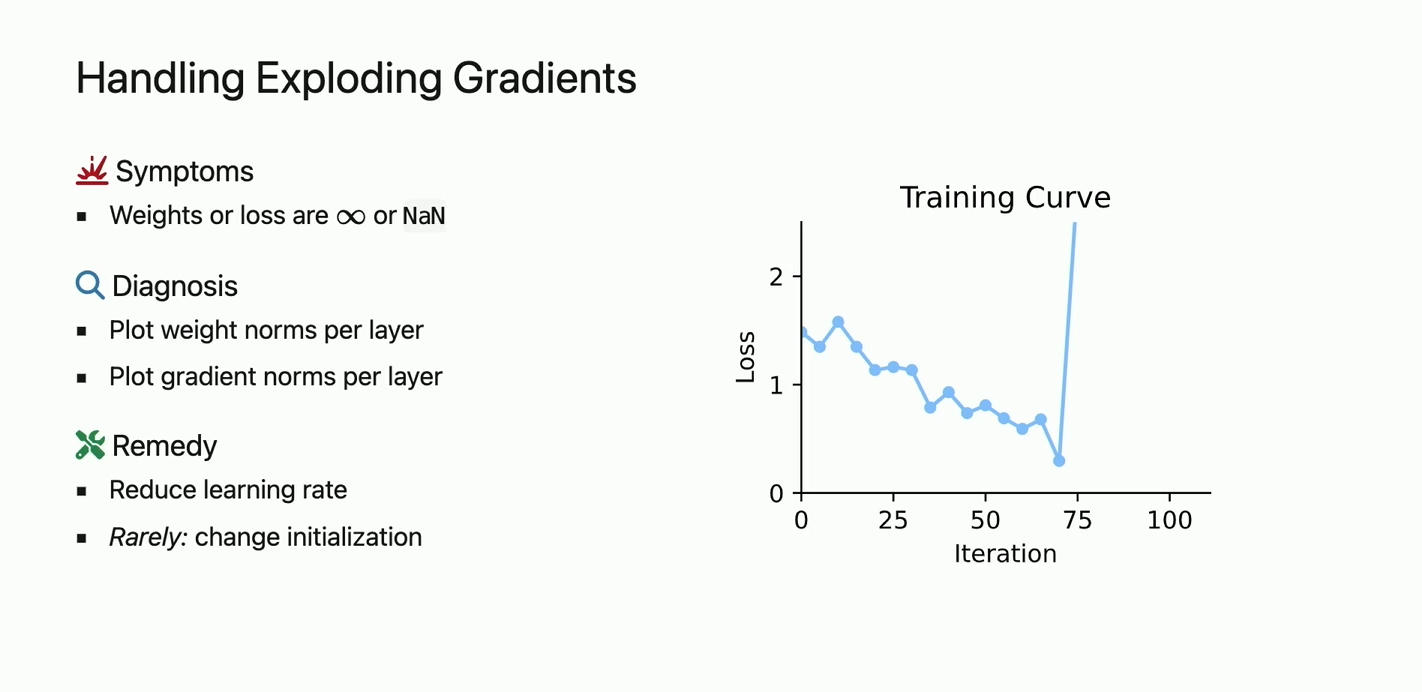 Handling Exploding Gradients
Symptoms
Weights or loss are ∞ or NaN
Diagnosis
Plot weight norms per layer
Plot gradient norms per layer
Remedy
Reduce learning rate
Rarely: change initialization
Training Curve
Loss
2
1
0
0 25 50 75 100
Iteration